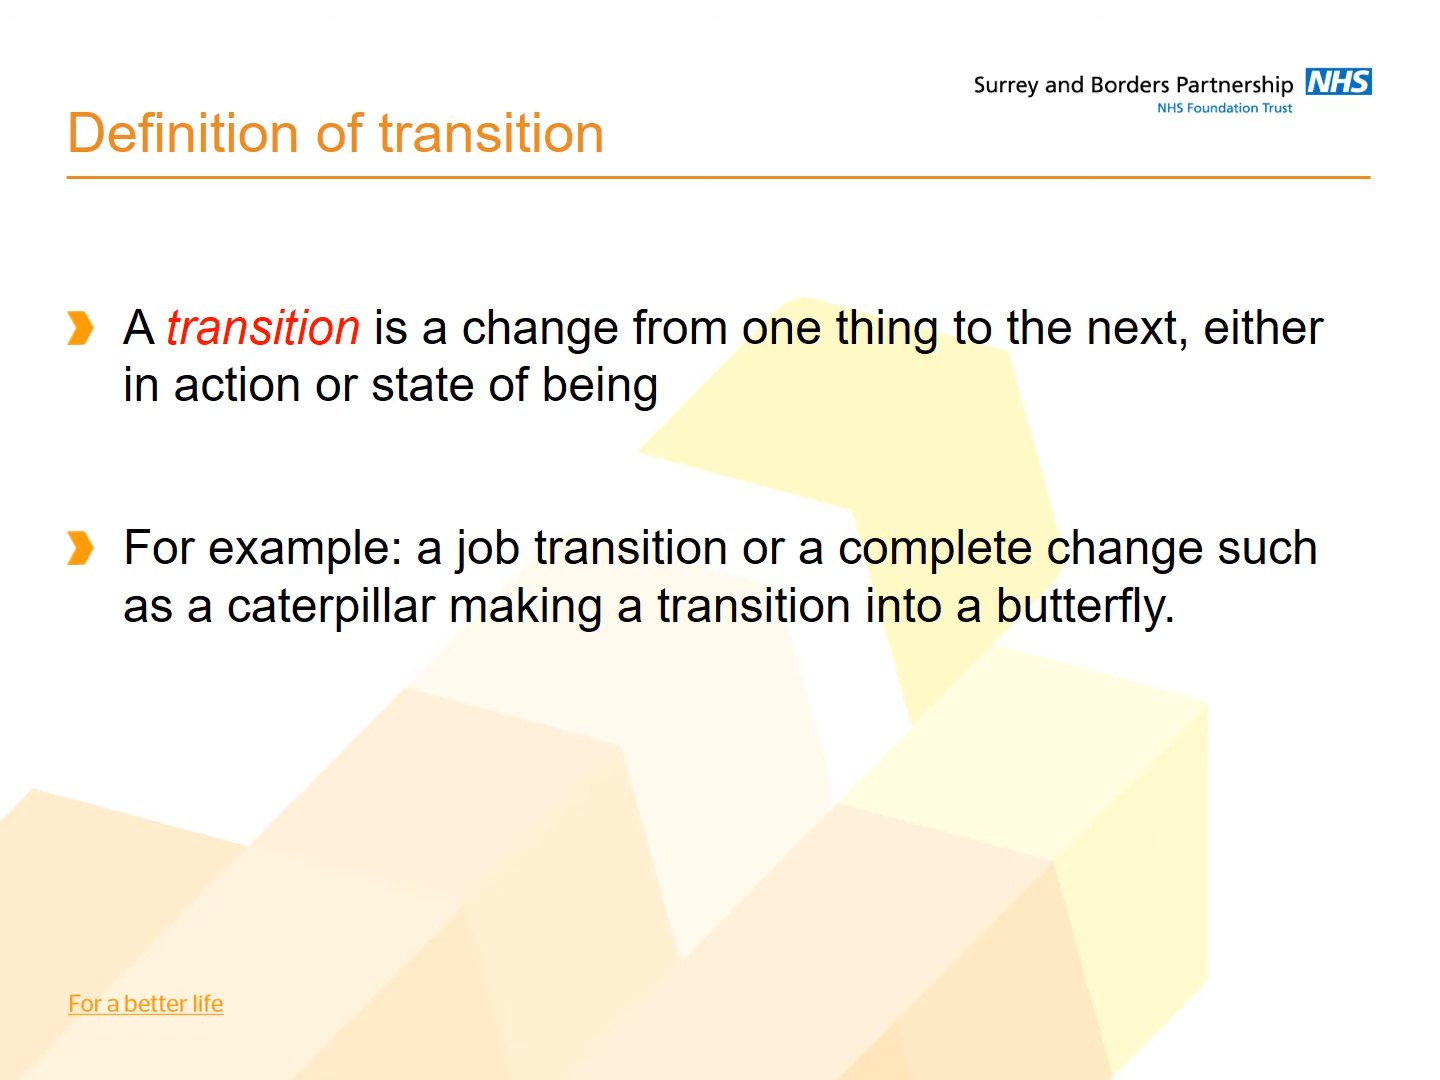 Surrey and Borders Partnership NHS
NHS Foundation Trust
Definition of transition
A transition is a change from one thing to the next, either
in action or state of being
For example: a job transition or a complete change such
as a caterpillar making a transition into a butterfly.
For a better life